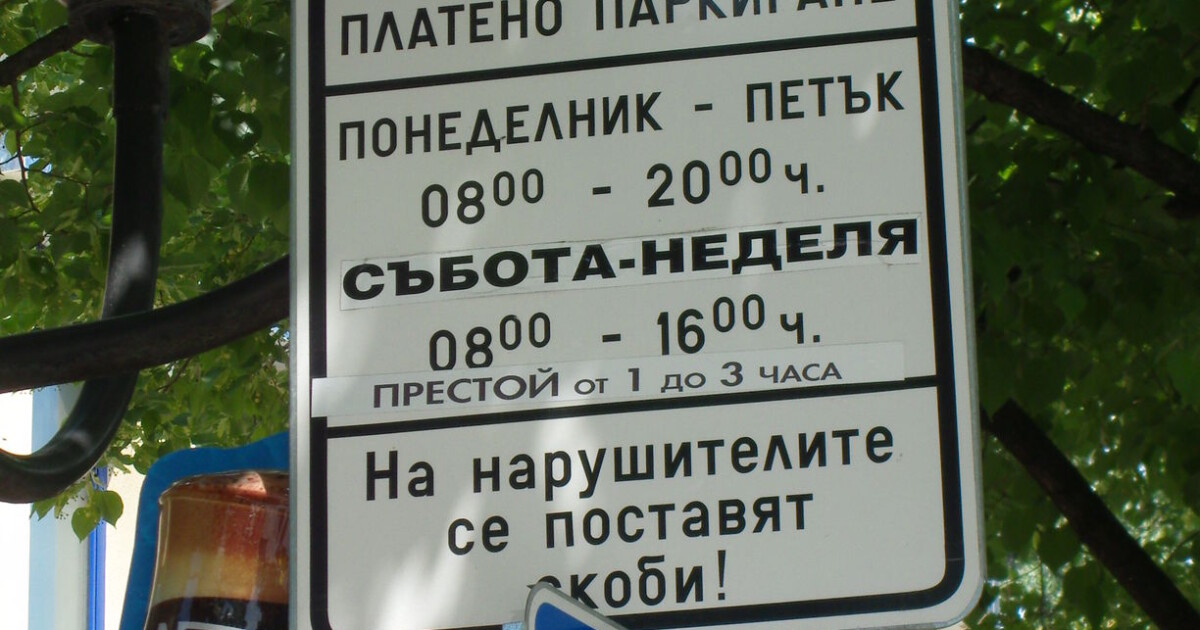 ПЛАТЕНО ПАРКИРАНЕ
ПОНЕДЕЛНИК - ПЕТЪК
08⁰⁰ - 20⁰⁰ ч.
СЪБОТА-НЕДЕЛЯ
08⁰⁰ - 16⁰⁰ ч.
ПРЕСТОЙ от 1 до 3 ЧАСА
На нарушителите
се поставят
скоби!